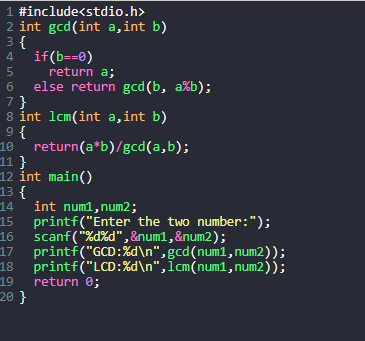 1 #include<stdio.h>
2 int gcd(int a,int b)
3 {
4 if(b==0)
5 return a;
6 else return gcd(b, a%b);
7 }
8 int lcm(int a,int b)
9 {
10 return(a*b)/gcd(a,b);
11 }
12 int main()
13 {
14 int num1,num2;
15 printf("Enter the two number:");
16 scanf("%d%d",&num1,&num2);
17 printf("GCD:%d\n",gcd(num1,num2));
18 printf("LCD:%d\n",lcm(num1,num2));
19 return 0;
20 }